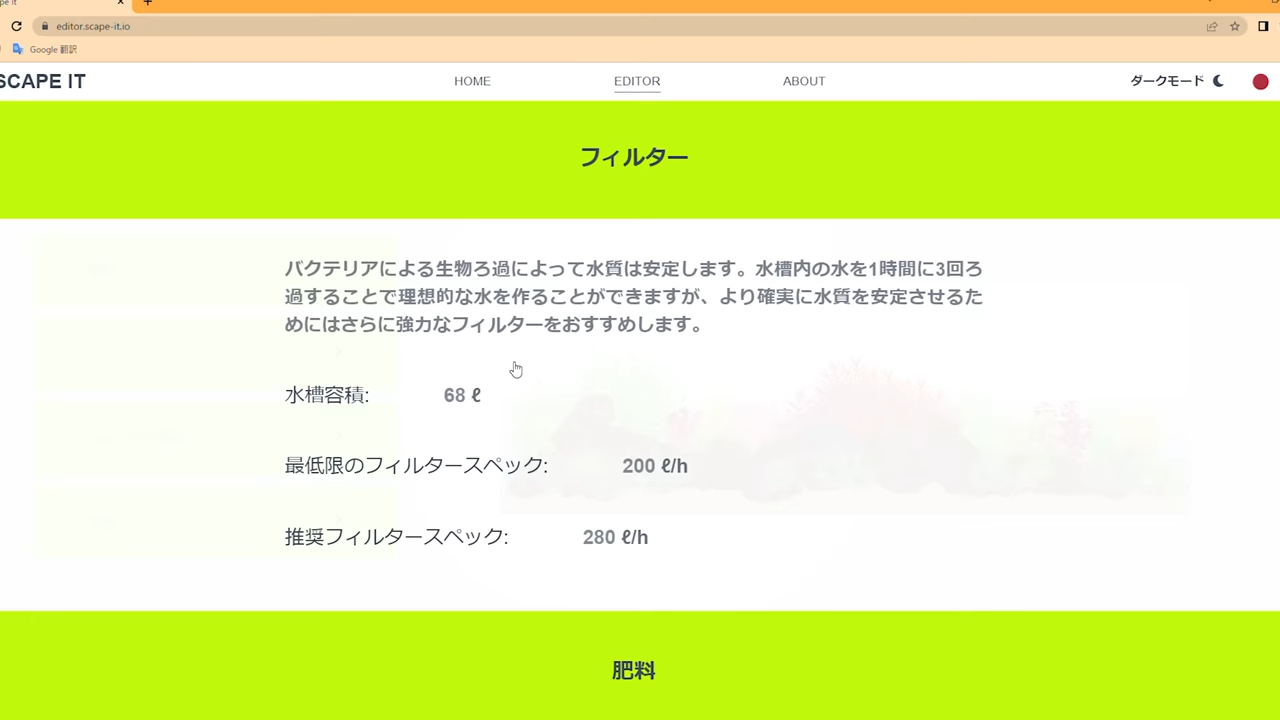 pe It
editor.scape-it.io
Google 翻訳
SCAPE IT
HOME
EDITOR
ABOUT
ダークモード
フィルター
バクテリアによる生物ろ過によって水質は安定します。水槽内の水を1時間に3回ろ
過することで理想的な水を作ることができますが、より確実に水質を安定させるた
めにはさらに強力なフィルターをおすすめします。
水槽容積: 68 ℓ
最低限のフィルタースペック: 200 ℓ/h
推奨フィルタースペック: 280 ℓ/h
肥料